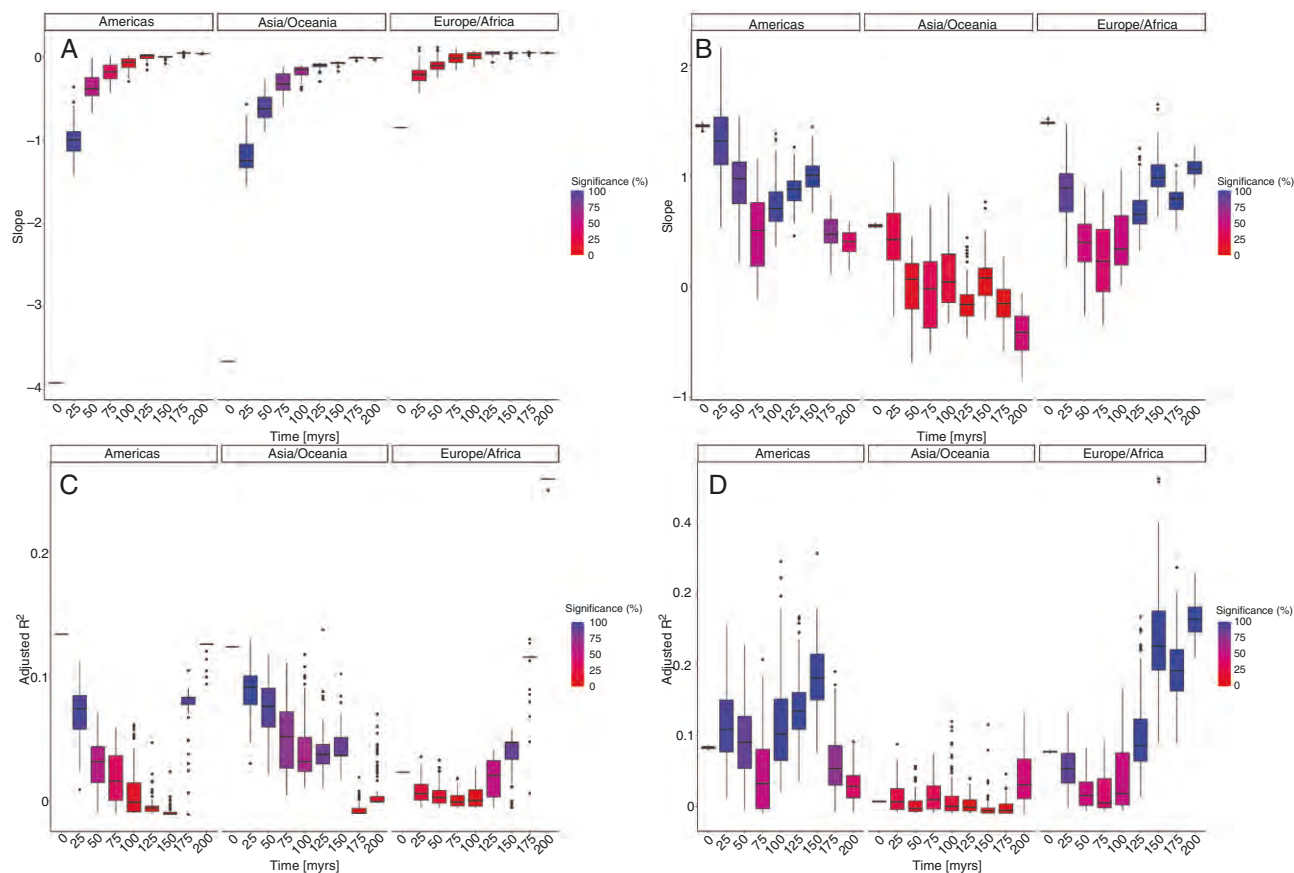 Americas Asia/Oceania Europe/Africa
A
0
−1
−2
−3
−4
Slope
0 25 50 75 100 125 150 175 200 0 25 50 75 100 125 150 175 200 0 25 50 75 100 125 150 175 200
Time [myrs]
Significance (%)
100
75
50
25
0
Americas Asia/Oceania Europe/Africa
B
2
1
0
−1
Slope
0 25 50 75 100 125 150 175 200 0 25 50 75 100 125 150 175 200 0 25 50 75 100 125 150 175 200
Time [myrs]
Significance (%)
100
75
50
25
0
Americas Asia/Oceania Europe/Africa
C
0.2
0.1
0
Adjusted R²
0 25 50 75 100 125 150 175 200 0 25 50 75 100 125 150 175 200 0 25 50 75 100 125 150 175 200
Time [myrs]
Significance (%)
100
75
50
25
0
Americas Asia/Oceania Europe/Africa
D
0.4
0.2
0.2
0.1
0
Adjusted R²
0 25 50 75 100 125 150 175 200 0 25 50 75 100 125 150 175 200 0 25 50 75 100 125 150 175 200
Time [myrs]
Significance (%)
100
75
50
25
0